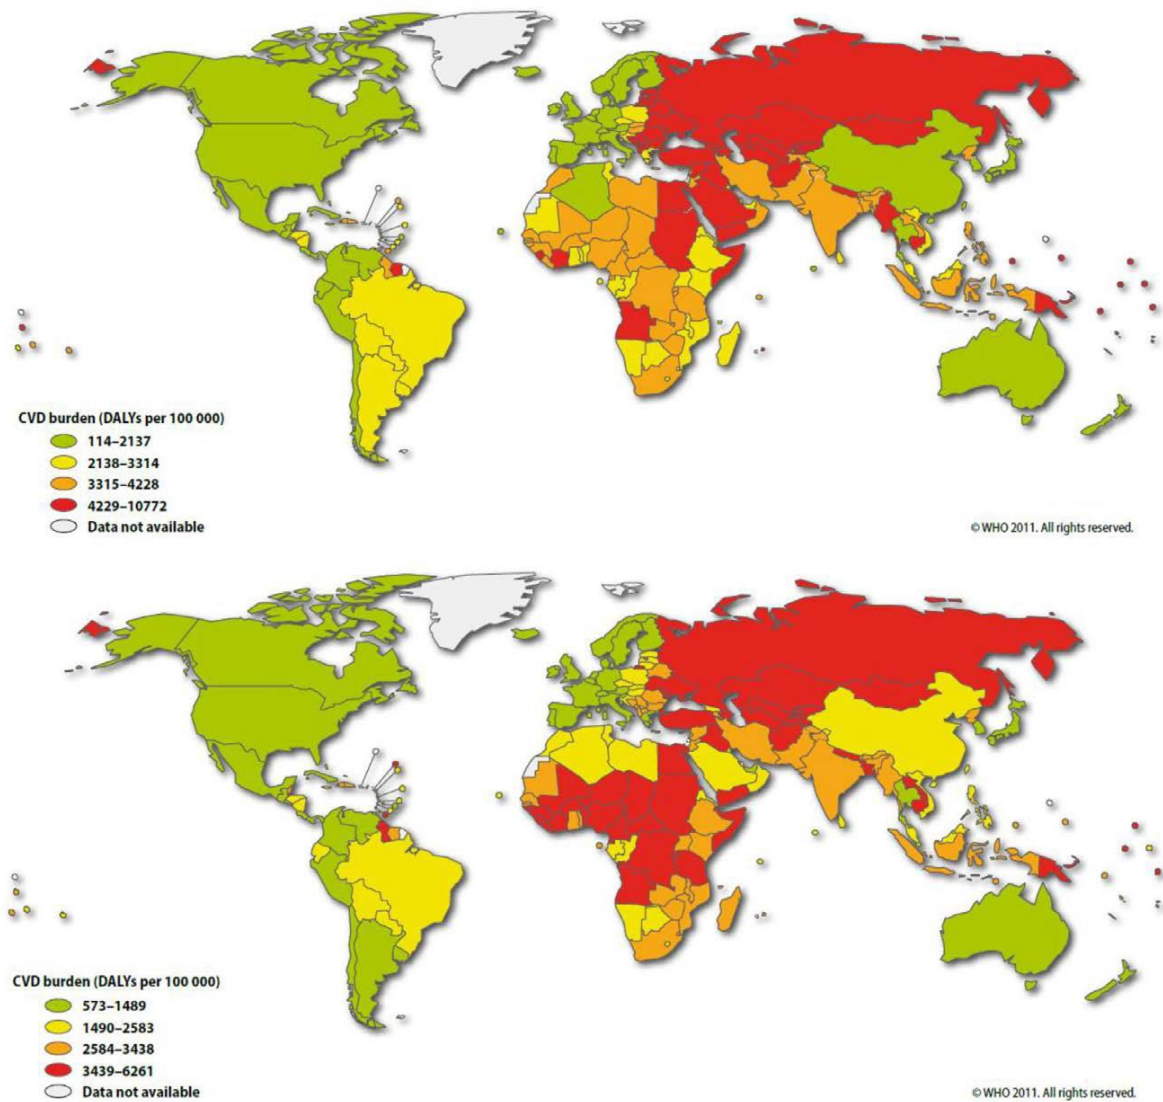 CVD burden (DALYs per 100 000)
114–2137
2138–3314
3315–4228
4229–10772
Data not available
© WHO 2011. All rights reserved.
CVD burden (DALYs per 100 000)
573–1489
1490–2583
2584–3438
3439–6261
Data not available
© WHO 2011. All rights reserved.